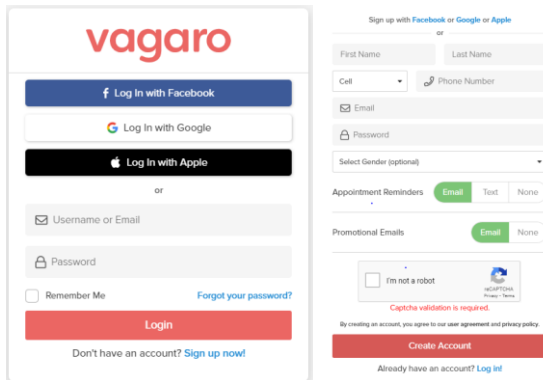 vagaro
Log In with Facebook
Log In with Google
Log In with Apple
or
Username or Email
Password
Remember Me Forgot your password?
Login
Don't have an account? Sign up now!
Sign up with Facebook or Google or Apple
or
First Name Last Name
Cell Phone Number
Email
Password
Select Gender (optional)
Appointment Reminders Email Text None
Promotional Emails Email None
I'm not a robot
reCAPTCHA
Privacy - Terms
Captcha validation is required.
By creating an account, you agree to our user agreement and privacy policy.
Create Account
Already have an account? Log in!